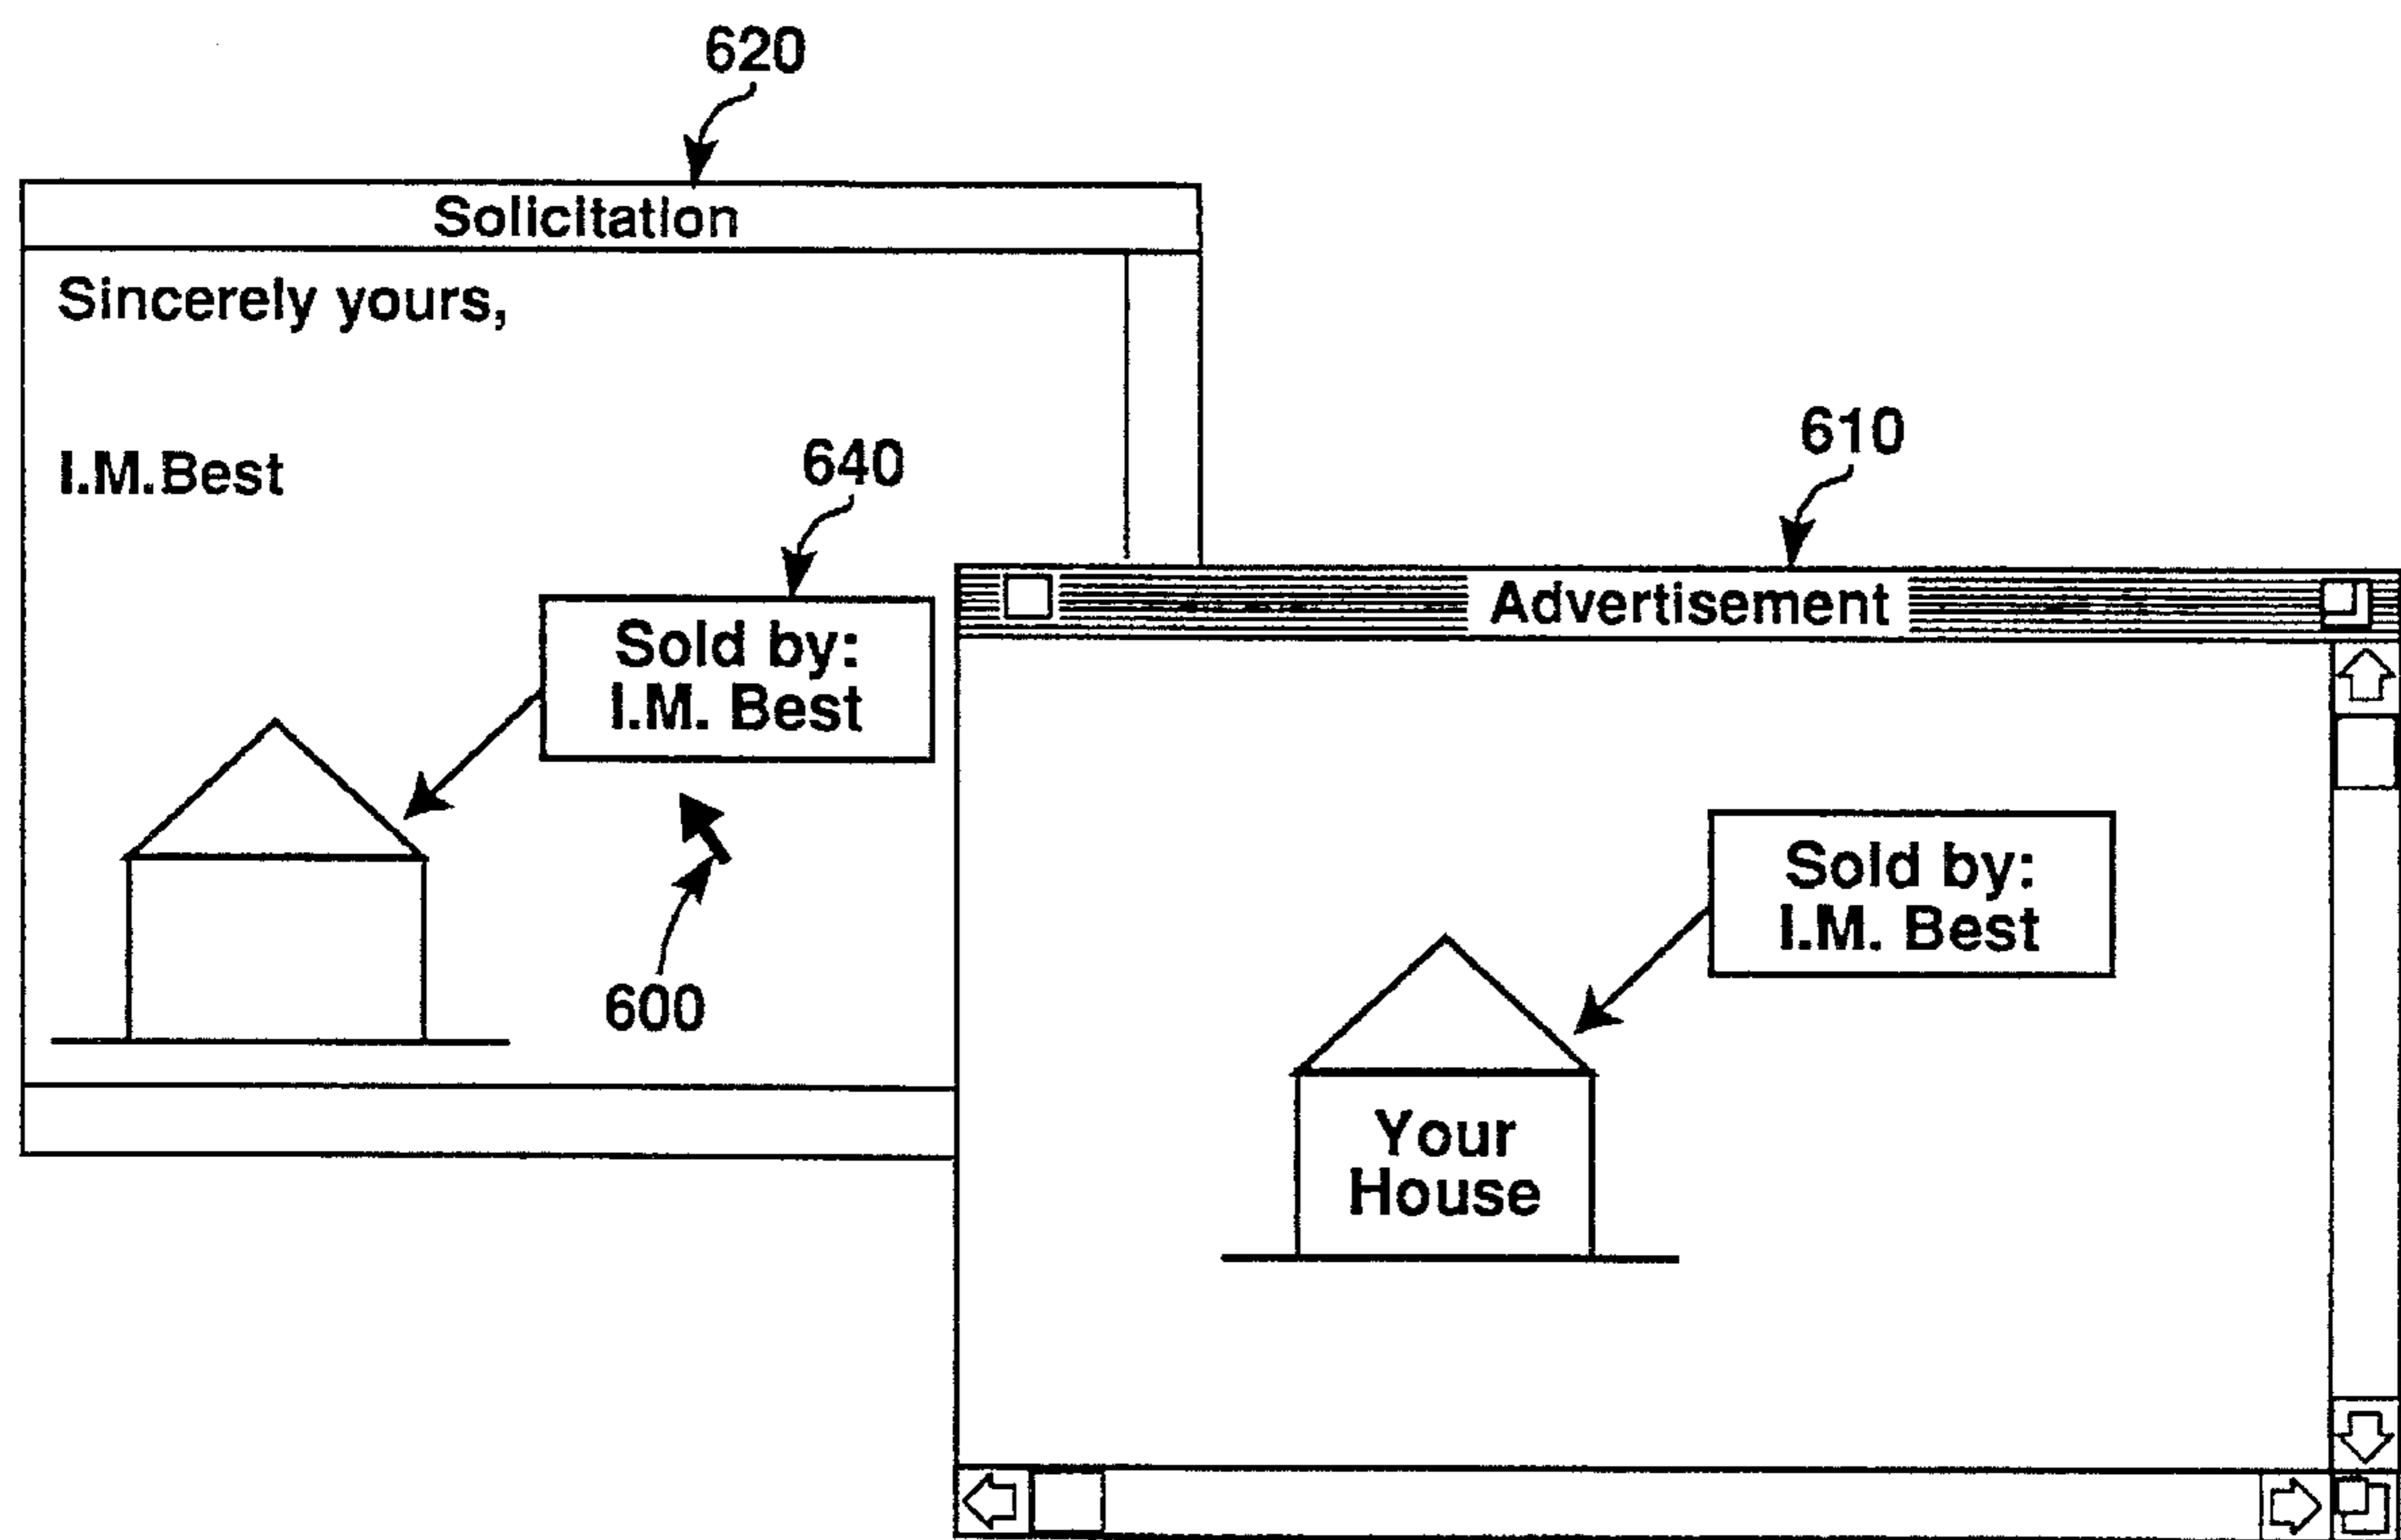 620
Solicitation
Sincerely yours,
I.M.Best
640
Sold by:
I.M. Best
600
610
Advertisement
Sold by:
I.M. Best
Your
House